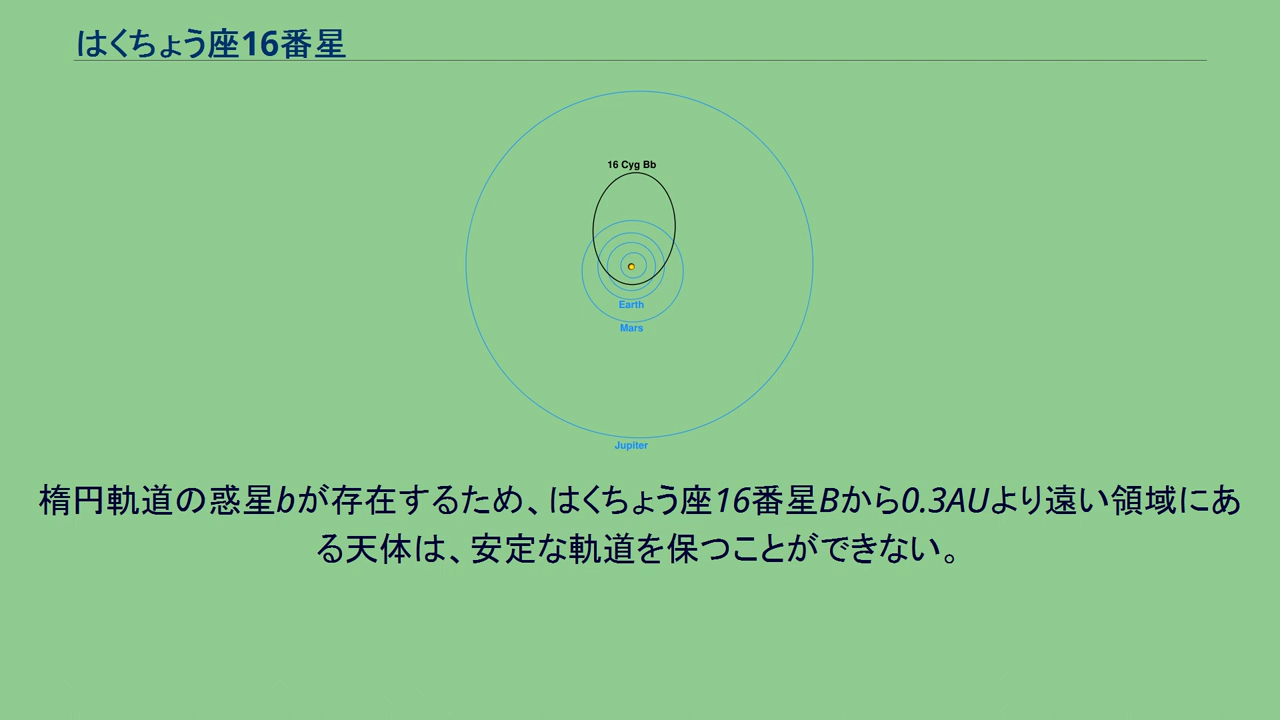 はくちょう座16番星
16 Cyg Bb
Earth
Mars
Jupiter
楕円軌道の惑星bが存在するため、はくちょう座16番星Bから0.3AUより遠い領域にあ
る天体は、安定な軌道を保つことができない。